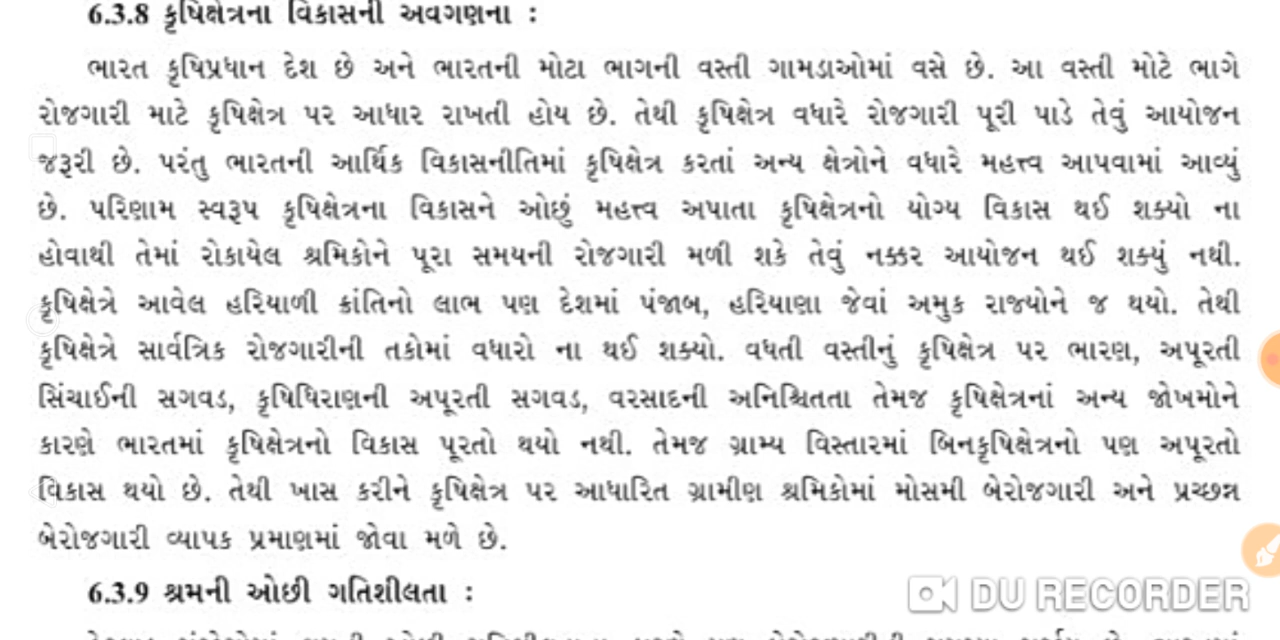 6.3.8 કૃષિક્ષેત્રના વિકાસની અવગણના :
ભારત કૃષિપ્રધાન દેશ છે અને ભારતની મોટા ભાગની વસ્તી ગામડાઓમાં વસે છે. આ વસ્તી મોટે ભાગે
રોજગારી માટે કૃષિક્ષેત્ર પર આધાર રાખતી હોય છે. તેથી કૃષિક્ષેત્ર વધારે રોજગારી પૂરી પાડે તેવું આયોજન
જરૂરી છે. પરંતુ ભારતની આર્થિક વિકાસનીતિમાં કૃષિક્ષેત્ર કરતાં અન્ય ક્ષેત્રોને વધારે મહત્ત્વ આપવામાં આવ્યું
છે. પરિણામ સ્વરૂપ કૃષિક્ષેત્રના વિકાસને ઓછું મહત્ત્વ અપાતા કૃષિક્ષેત્રનો યોગ્ય વિકાસ થઈ શક્યો ના
હોવાથી તેમાં રોકાયેલ શ્રમિકોને પૂરા સમયની રોજગારી મળી શકે તેવું નક્કર આયોજન થઈ શક્યું નથી.
કૃષિક્ષેત્રે આવેલ હરિયાળી ક્રાંતિનો લાભ પણ દેશમાં પંજાબ, હરિયાણા જેવાં અમુક રાજ્યોને જ થયો. તેથી
કૃષિક્ષેત્રે સાર્વત્રિક રોજગારીની તકોમાં વધારો ના થઈ શક્યો. વધતી વસ્તીનું કૃષિક્ષેત્ર પર ભારણ, અપૂરતી
સિંચાઈની સગવડ, કૃષિધિરાણની અપૂરતી સગવડ, વરસાદની અનિશ્ચિતતા તેમજ કૃષિક્ષેત્રનાં અન્ય જોખમોને
કારણે ભારતમાં કૃષિક્ષેત્રનો વિકાસ પૂરતો થયો નથી. તેમજ ગ્રામ્ય વિસ્તારમાં બિનકૃષિક્ષેત્રનો પણ અપૂરતો
વિકાસ થયો છે. તેથી ખાસ કરીને કૃષિક્ષેત્ર પર આધારિત ગ્રામીણ શ્રમિકોમાં મોસમી બેરોજગારી અને પ્રચ્છન્ન
બેરોજગારી વ્યાપક પ્રમાણમાં જોવા મળે છે.
6.3.9 શ્રમની ઓછી ગતિશીલતા :
DU RECORDER